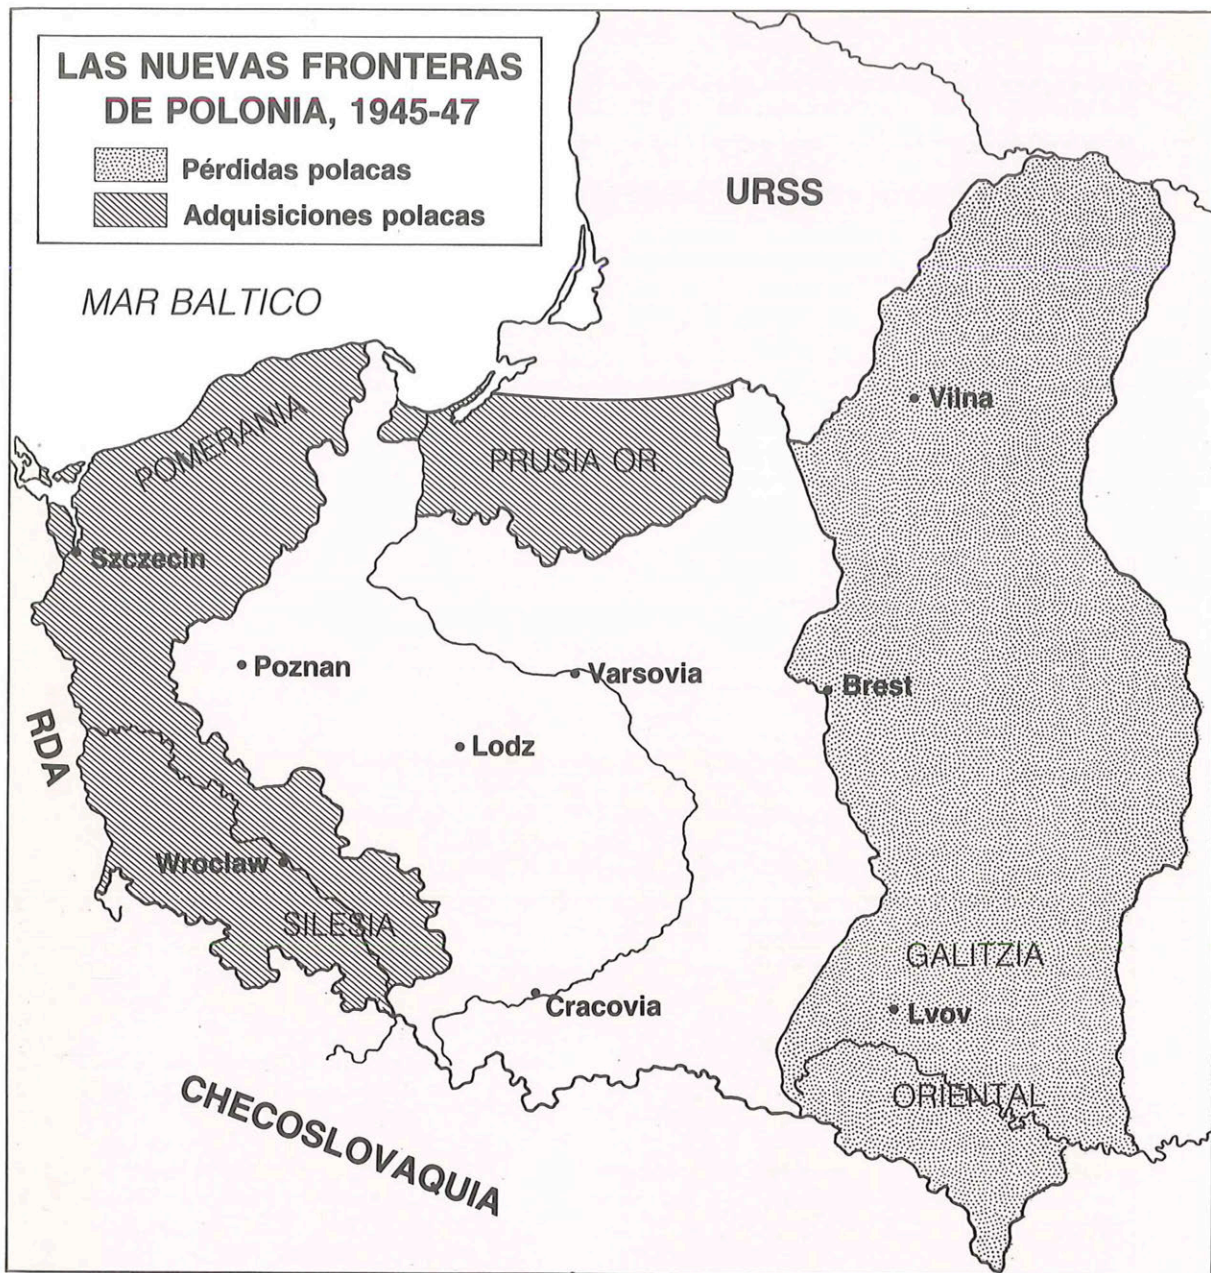 LAS NUEVAS FRONTERAS
DE POLONIA, 1945-47
Pérdidas polacas
Adquisiciones polacas
URSS
MAR BALTICO
Vilna
POMERANIA
PRUSIA OR.
Szczecin
Poznan
Varsovia
Brest
RDA
Lodz
Wroclaw
SILESIA
GALITZIA
Cracovia
Lvov
ORIENTAL
CHECOSLOVAQUIA